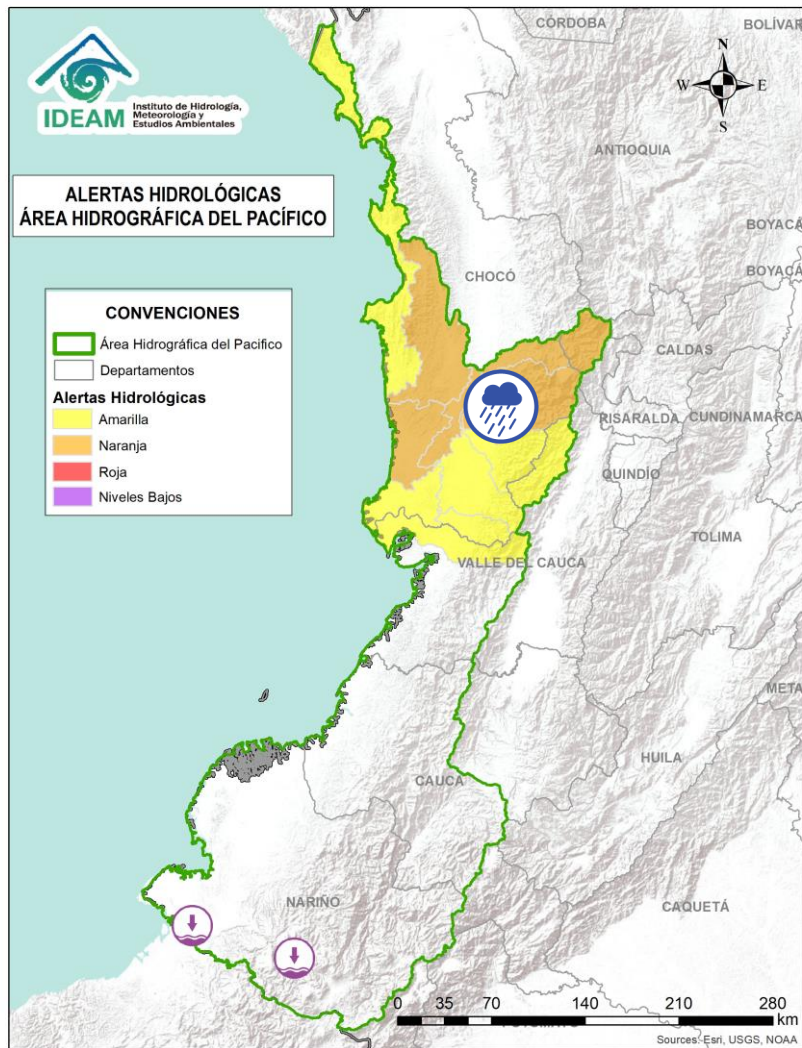 IDEAM
Instituto de Hidrología,
Meteorología y
Estudios Ambientales
ALERTAS HIDROLÓGICAS
ÁREA HIDROGRÁFICA DEL PACÍFICO
CONVENCIONES
Área Hidrográfica del Pacifico
Departamentos
Alertas Hidrológicas
Amarilla
Naranja
Roja
Niveles Bajos
N
W E
S
CÓRDOBA
BOLÍVAR
ANTIOQUIA
BOYACÁ
CHOCÓ
BOYACÁ
CALDAS
RISARALDA
CUNDINAMARCA
QUINDÍO
TOLIMA
VALLE DEL CAUCA
META
HUILA
CAUCA
NARIÑO
CAQUETÁ
0 35 70 140 210 280
km
Sources: Esri, USGS, NOAA